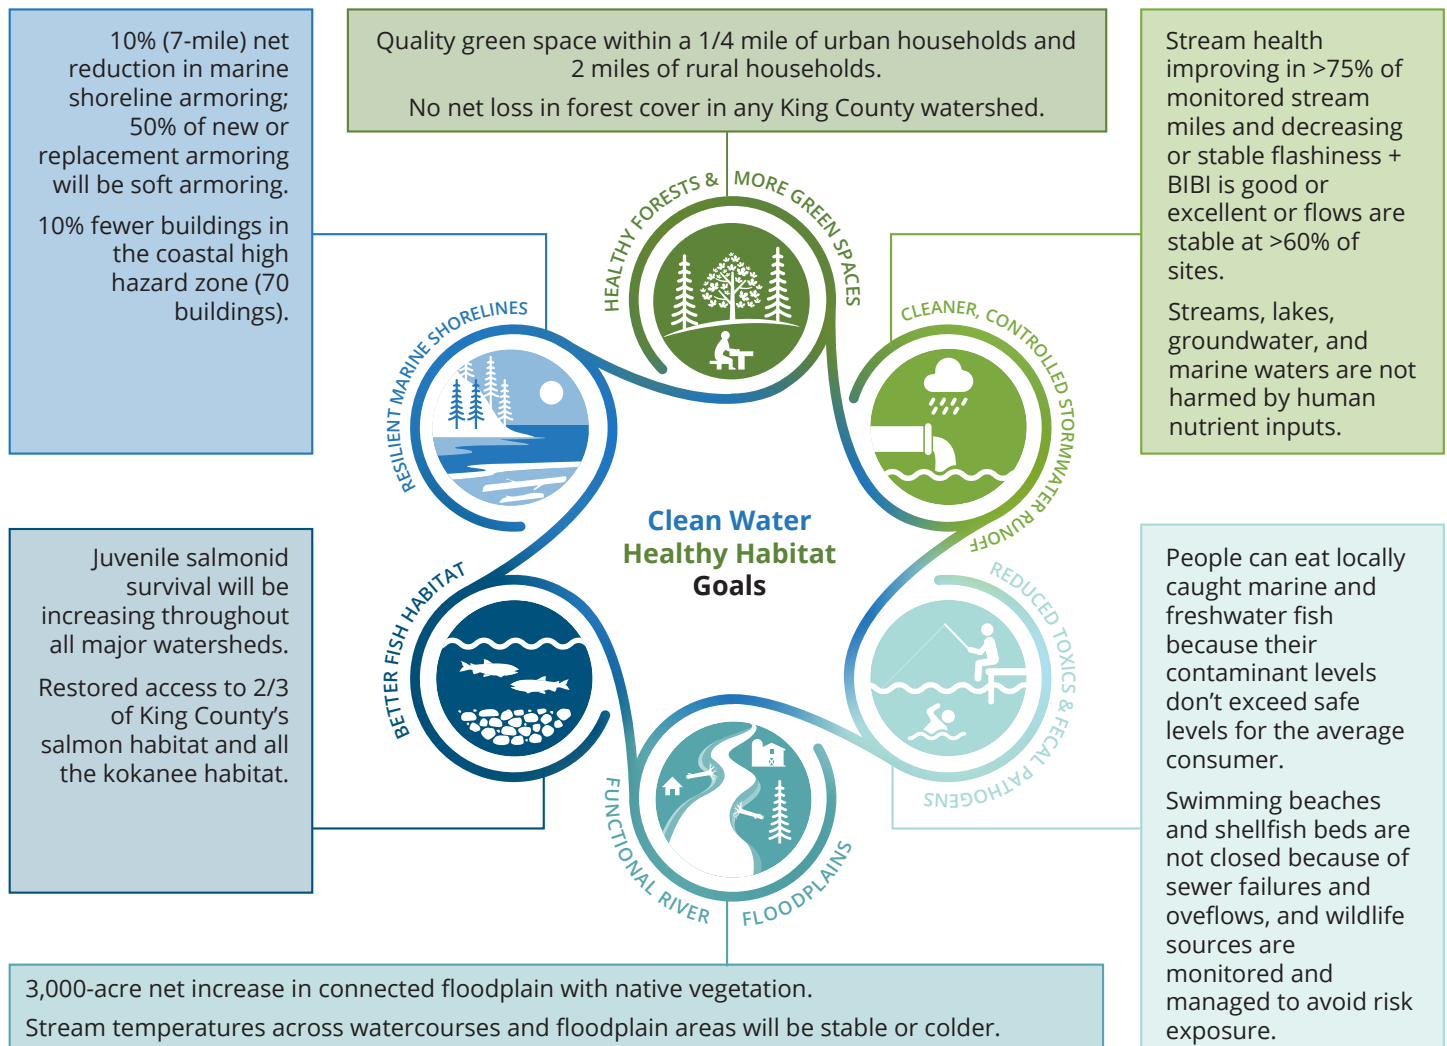 10% (7-mile) net
reduction in marine
shoreline armoring;
50% of new or
replacement armoring
will be soft armoring.
10% fewer buildings in
the coastal high
hazard zone (70
buildings).
Quality green space within a 1/4 mile of urban households and
2 miles of rural households.
No net loss in forest cover in any King County watershed.
Stream health
improving in >75% of
monitored stream
miles and decreasing
or stable flashiness +
BIBI is good or
excellent or flows are
stable at >60% of
sites.
Streams, lakes,
groundwater, and
marine waters are not
harmed by human
nutrient inputs.
HEALTHY FORESTS & MORE GREEN SPACES
RESILIENT MARINE SHORELINES
CLEANER, CONTROLLED STORMWATER RUNOFF
Clean Water
Healthy Habitat
Goals
BETTER FISH HABITAT
REDUCED TOXICS & FECAL PATHOGENS
FUNCTIONAL RIVER FLOODPLAINS
Juvenile salmonid
survival will be
increasing throughout
all major watersheds.
Restored access to 2/3
of King County’s
salmon habitat and all
the kokanee habitat.
People can eat locally
caught marine and
freshwater fish
because their
contaminant levels
don’t exceed safe
levels for the average
consumer.
Swimming beaches
and shellfish beds are
not closed because of
sewer failures and
oveflows, and wildlife
sources are
monitored and
managed to avoid risk
exposure.
3,000-acre net increase in connected floodplain with native vegetation.
Stream temperatures across watercourses and floodplain areas will be stable or colder.